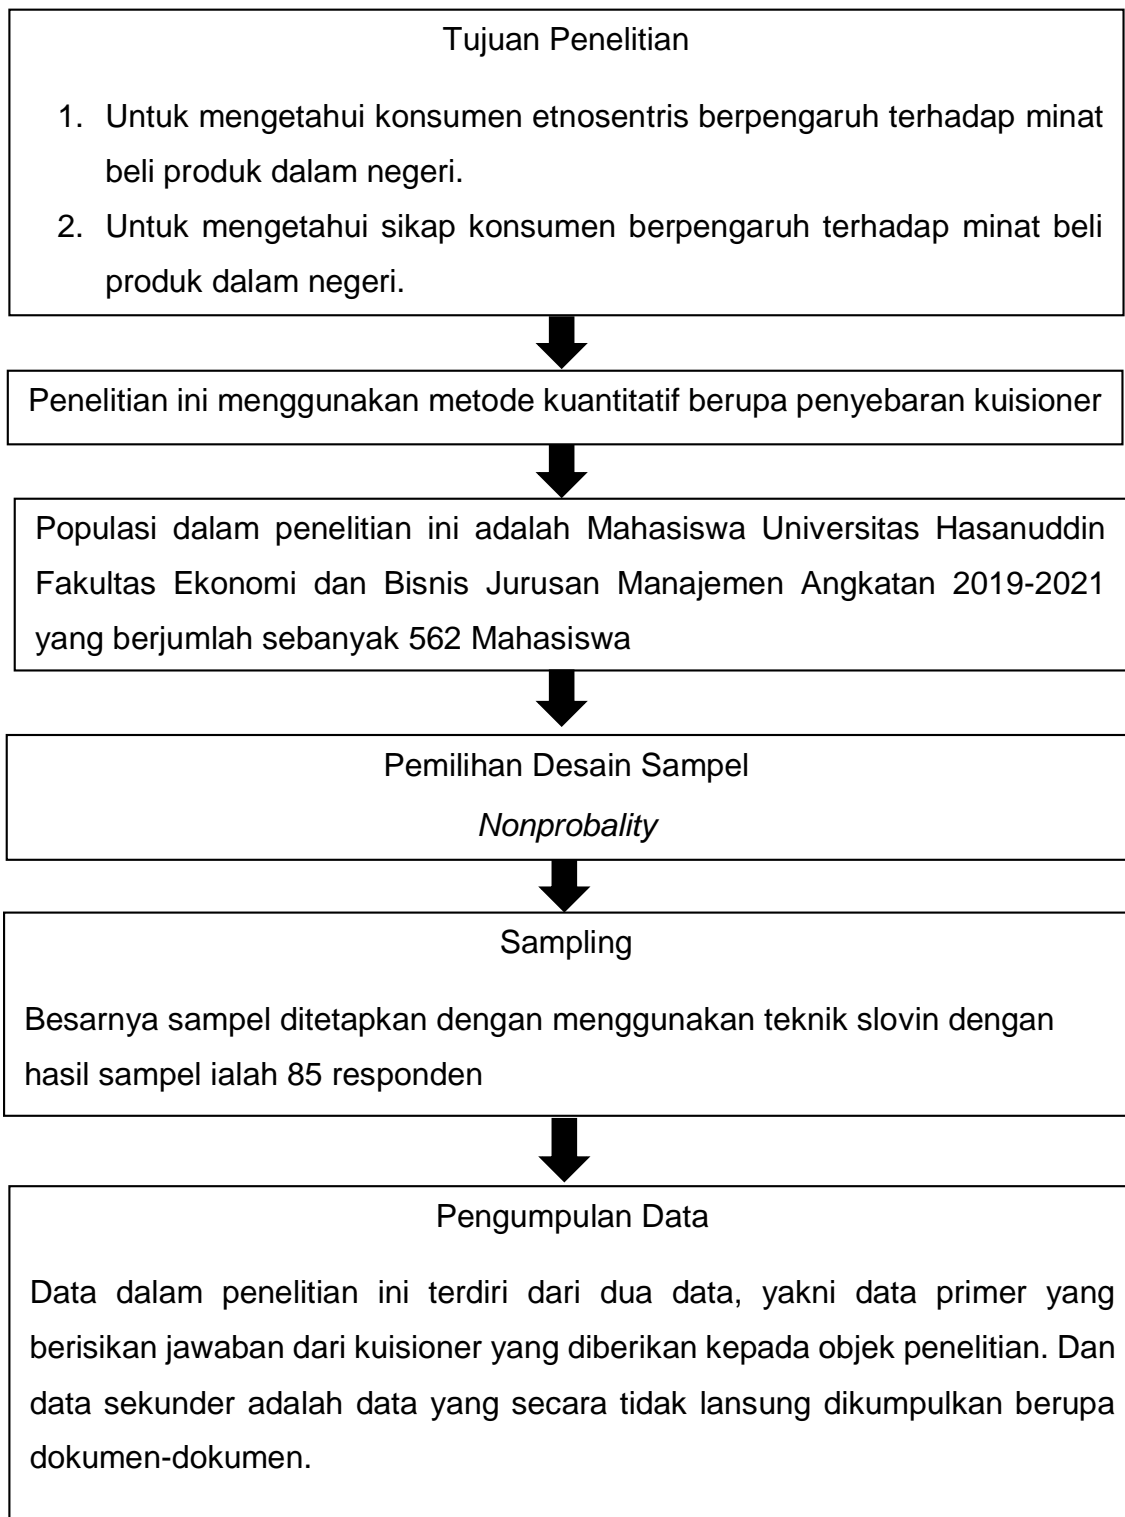 Tujuan Penelitian
1. Untuk mengetahui konsumen etnosentris berpengaruh terhadap minat
beli produk dalam negeri.
2. Untuk mengetahui sikap konsumen berpengaruh terhadap minat beli
produk dalam negeri.
Penelitian ini menggunakan metode kuantitatif berupa penyebaran kuisioner
Populasi dalam penelitian ini adalah Mahasiswa Universitas Hasanuddin
Fakultas Ekonomi dan Bisnis Jurusan Manajemen Angkatan 2019-2021
yang berjumlah sebanyak 562 Mahasiswa
Pemilihan Desain Sampel
Nonprobality
Sampling
Besarnya sampel ditetapkan dengan menggunakan teknik slovin dengan
hasil sampel ialah 85 responden
Pengumpulan Data
Data dalam penelitian ini terdiri dari dua data, yakni data primer yang
berisikan jawaban dari kuisioner yang diberikan kepada objek penelitian. Dan
data sekunder adalah data yang secara tidak lansung dikumpulkan berupa
dokumen-dokumen.